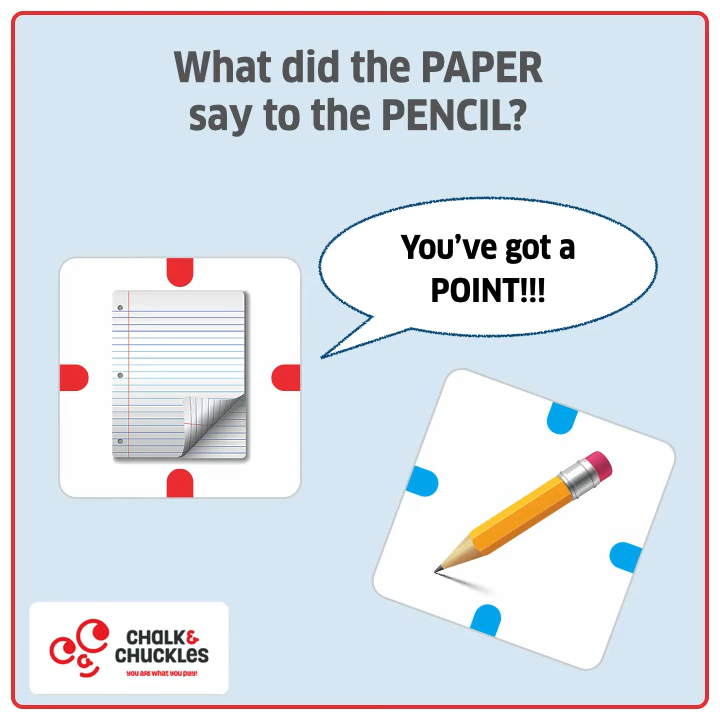 What did the PAPER
say to the PENCIL?
You've got a
POINT!!!
CHALK&
CHUCKLES
YOU ARE WHAT YOU PLAY!